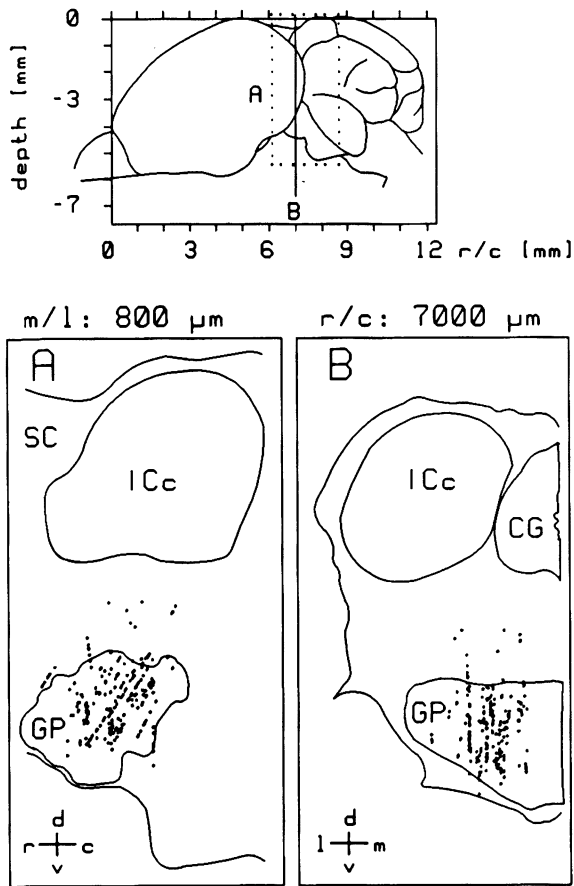 depth [mm]
0
-3
-7
A
B
0 3 6 9 12 r/c [mm]
m/l: 800 µm
r/c: 7000 µm
A
SC
ICc
GP
d
r c
v
B
ICc
CG
GP
d
l m
v